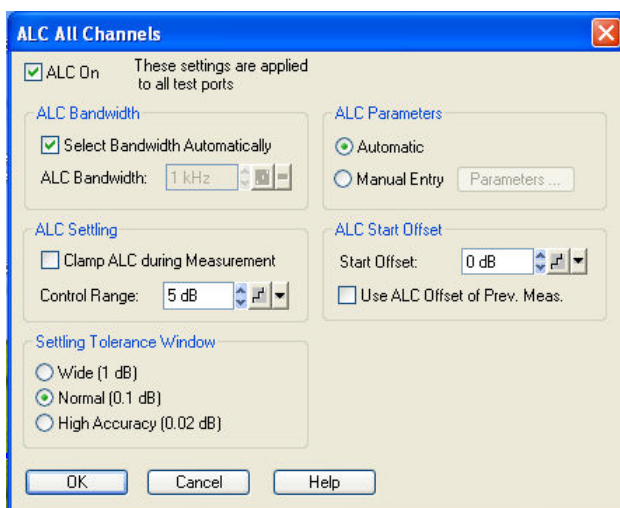 ALC All Channels
ALC On
These settings are applied
to all test ports
ALC Bandwidth
Select Bandwidth Automatically
ALC Bandwidth: 1 kHz
ALC Parameters
Automatic
Manual Entry Parameters ...
ALC Settling
Clamp ALC during Measurement
Control Range: 5 dB
ALC Start Offset
Start Offset: 0 dB
Use ALC Offset of Prev. Meas.
Settling Tolerance Window
Wide (1 dB)
Normal (0.1 dB)
High Accuracy (0.02 dB)
OK Cancel Help